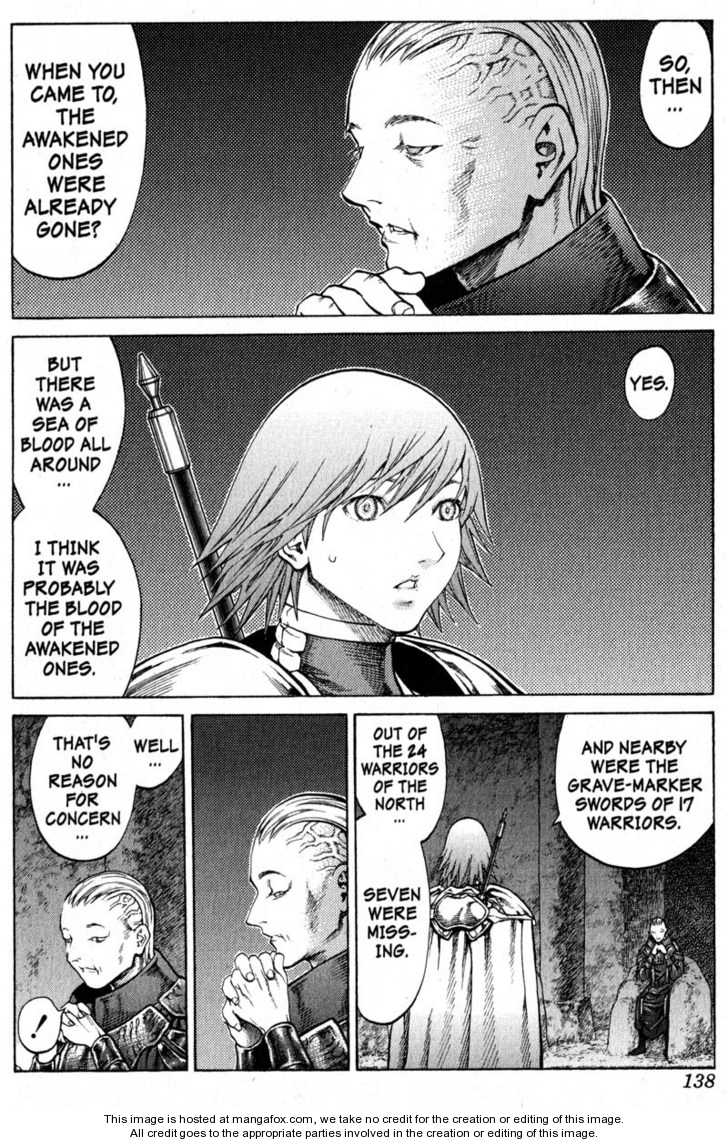 SO,
THEN
...
WHEN YOU
CAME TO,
THE
AWAKENED
ONES
WERE
ALREADY
GONE?
YES.
BUT
THERE
WAS A
SEA OF
BLOOD ALL
AROUND
...
I THINK
IT WAS
PROBABLY
THE BLOOD
OF THE
AWAKENED
ONES.
AND NEARBY
WERE THE
GRAVE-MARKER
SWORDS OF 17
WARRIORS.
OUT OF
THE 24
WARRIORS
OF THE
NORTH
...
SEVEN
WERE
MISS-
ING.
WELL
...
THAT'S
NO
REASON
FOR
CONCERN
...
!
138
This image is hosted at mangafox.com, we take no credit for the creation or editing of this image.
All credit goes to the appropriate parties involved in the creation or editing of this image.